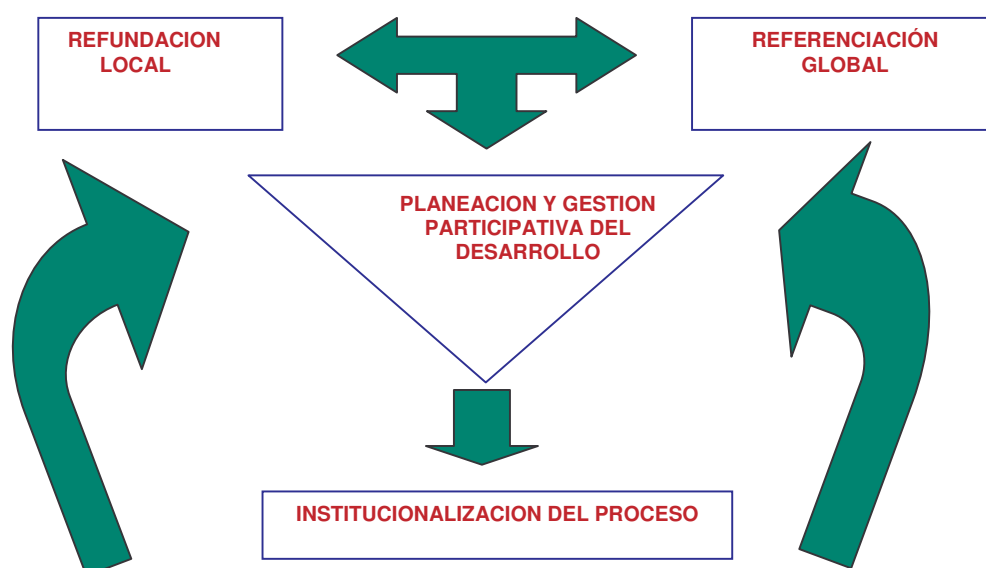 REFUNDACION
LOCAL
REFERENCIACIÓN
GLOBAL
PLANEACION Y GESTION
PARTICIPATIVA DEL
DESARROLLO
INSTITUCIONALIZACION DEL PROCESO